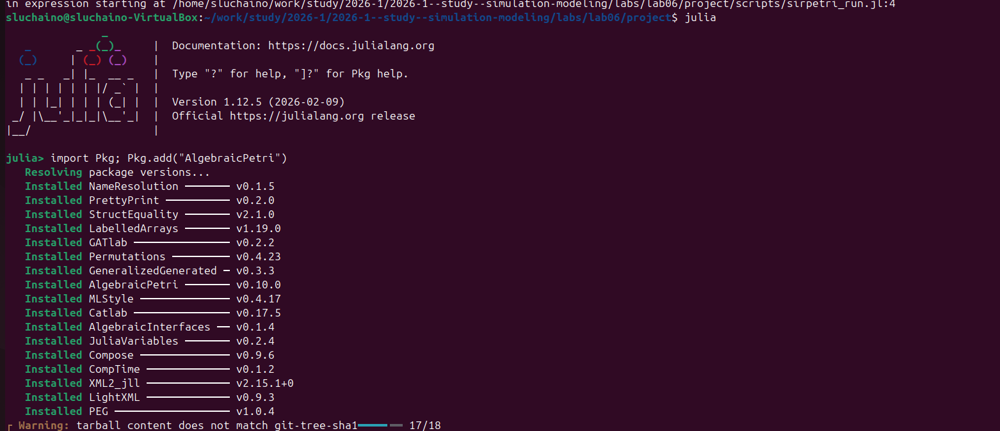 in expression starting at /home/sluchaino/work/study/2026-1/2026-1--study--simulation-modeling/labs/lab06/project/scripts/sirpetri_run.jl:4
sluchaino@sluchaino-VirtualBox:~/work/study/2026-1/2026-1--study--simulation-modeling/labs/lab06/project$ julia
               _
   _       _ _(_)_     |  Documentation: https://docs.julialang.org
  (_)     | (_) (_)    |
   _ _   _| |_  __ _   |  Type "?" for help, "]?" for Pkg help.
  | | | | | | |/ _` |  |
  | | |_| | | | (_| |  |  Version 1.12.5 (2026-02-09)
 _/ |\__'_|_|_|\__'_|  |  Official https://julialang.org release
|__/                   |
julia> import Pkg; Pkg.add("AlgebraicPetri")
   Resolving package versions...
   Installed NameResolution ─────── v0.1.5
   Installed PrettyPrint ────────── v0.2.0
   Installed StructEquality ─────── v2.1.0
   Installed LabelledArrays ─────── v1.19.0
   Installed GATlab ─────────────── v0.2.2
   Installed Permutations ───────── v0.4.23
   Installed GeneralizedGenerated ─ v0.3.3
   Installed AlgebraicPetri ─────── v0.10.0
   Installed MLStyle ────────────── v0.4.17
   Installed Catlab ─────────────── v0.17.5
   Installed AlgebraicInterfaces ── v0.1.4
   Installed JuliaVariables ─────── v0.2.4
   Installed Compose ────────────── v0.9.6
   Installed CompTime ───────────── v0.1.2
   Installed XML2_jll ───────────── v2.15.1+0
   Installed LightXML ───────────── v0.9.3
   Installed PEG ────────────────── v1.0.4
┌ Warning: tarball content does not match git-tree-sha1━━━━━ ━━ 17/18